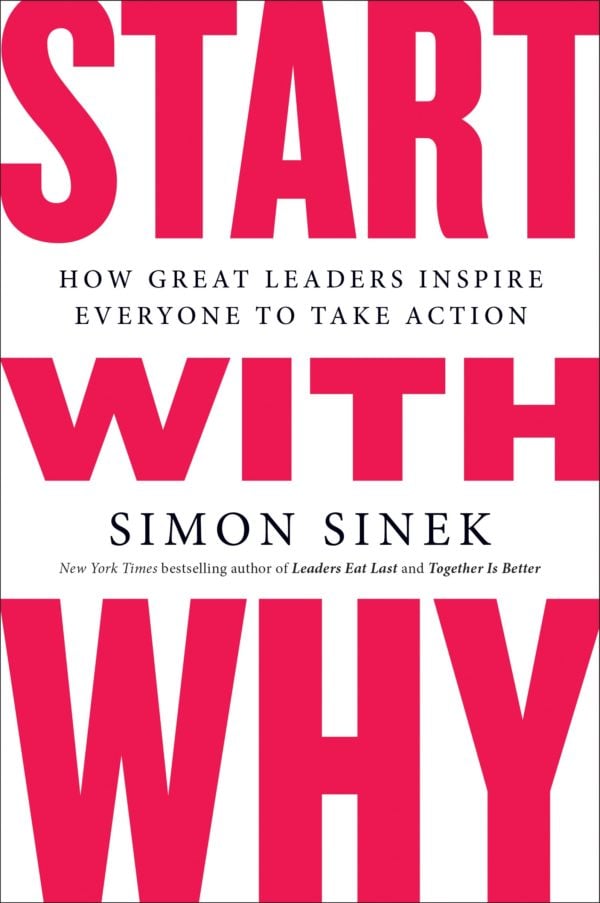 START
HOW GREAT LEADERS INSPIRE
EVERYONE TO TAKE ACTION
WITH
SIMON SINEK
New York Times bestselling author of Leaders Eat Last and Together Is Better
WHY